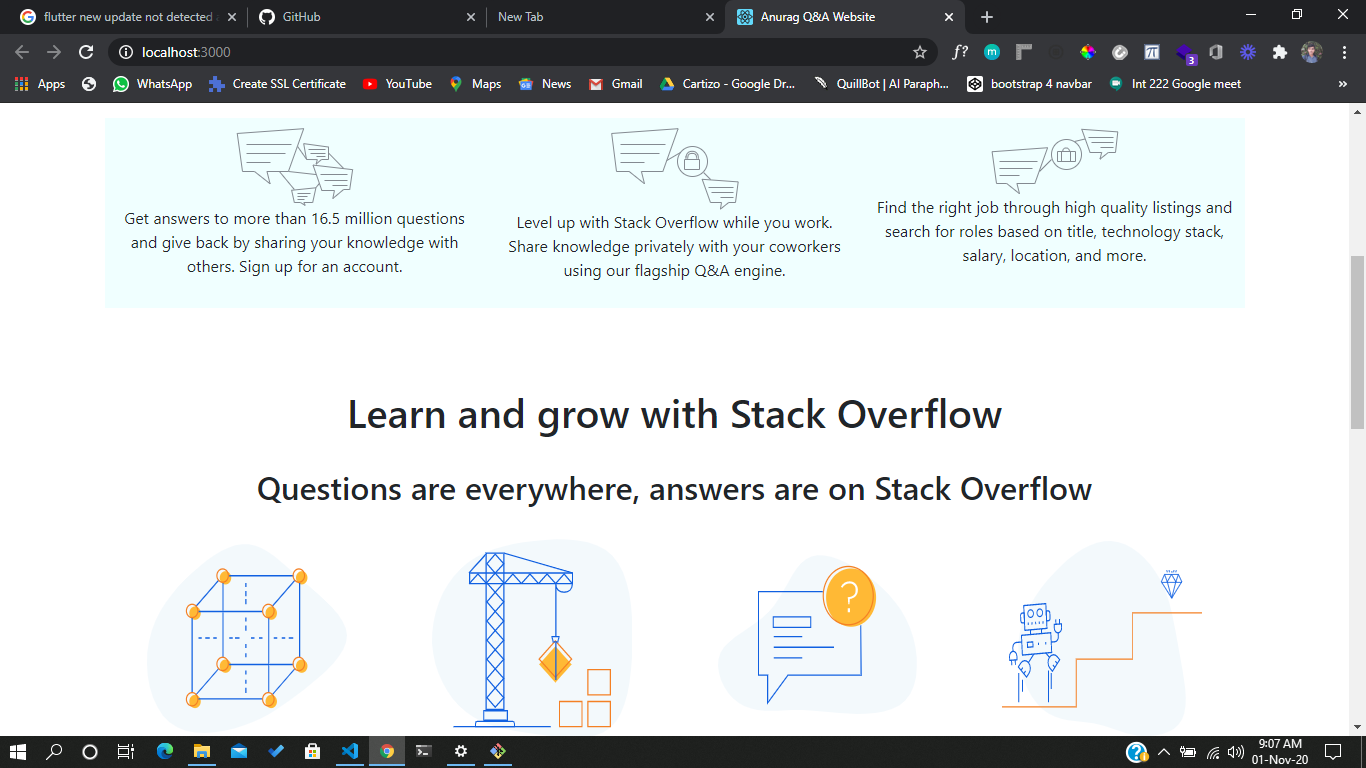 flutter new update not detected
GitHub
New Tab
Anurag Q&A Website
localhost:3000
f?
m
3
Apps
WhatsApp
Create SSL Certificate
YouTube
Maps
News
Gmail
Cartizo - Google Dr...
QuillBot | AI Paraph...
bootstrap 4 navbar
Int 222 Google meet
»
Get answers to more than 16.5 million questions
and give back by sharing your knowledge with
others. Sign up for an account.
Level up with Stack Overflow while you work.
Share knowledge privately with your coworkers
using our flagship Q&A engine.
Find the right job through high quality listings and
search for roles based on title, technology stack,
salary, location, and more.
Learn and grow with Stack Overflow
Questions are everywhere, answers are on Stack Overflow
?
9:07 AM
01-Nov-20